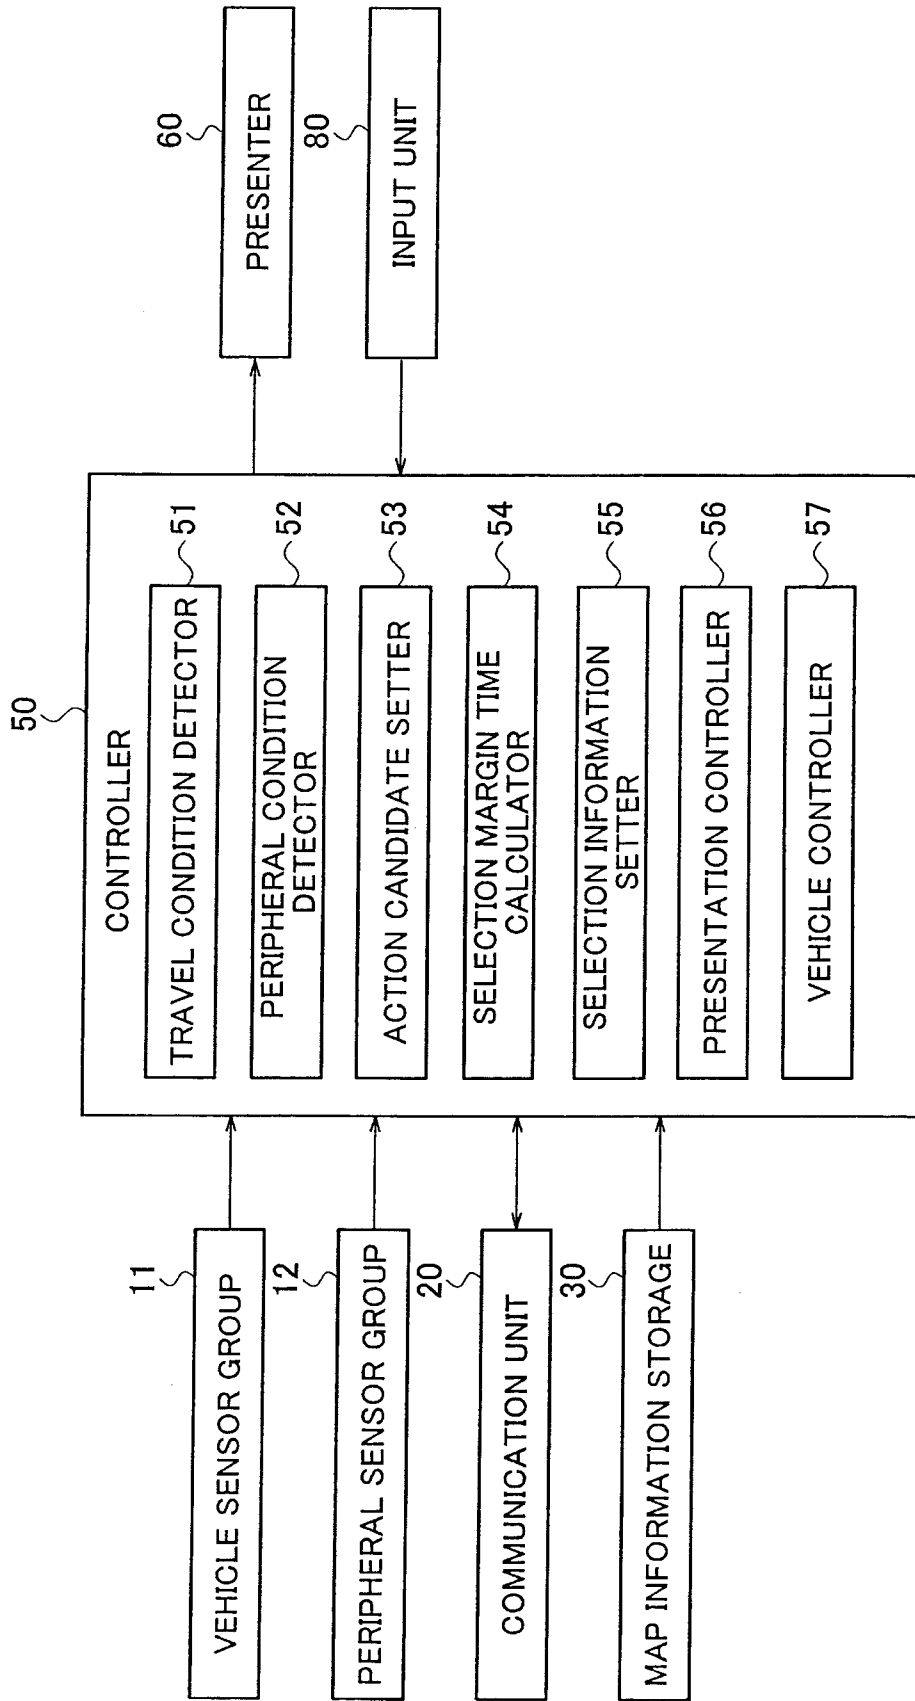 11
VEHICLE SENSOR GROUP
12
PERIPHERAL SENSOR GROUP
20
COMMUNICATION UNIT
30
MAP INFORMATION STORAGE
50
CONTROLLER
TRAVEL CONDITION DETECTOR
51
PERIPHERAL CONDITION
DETECTOR
52
ACTION CANDIDATE SETTER
53
SELECTION MARGIN TIME
CALCULATOR
54
SELECTION INFORMATION
SETTER
55
PRESENTATION CONTROLLER
56
VEHICLE CONTROLLER
57
60
PRESENTER
80
INPUT UNIT